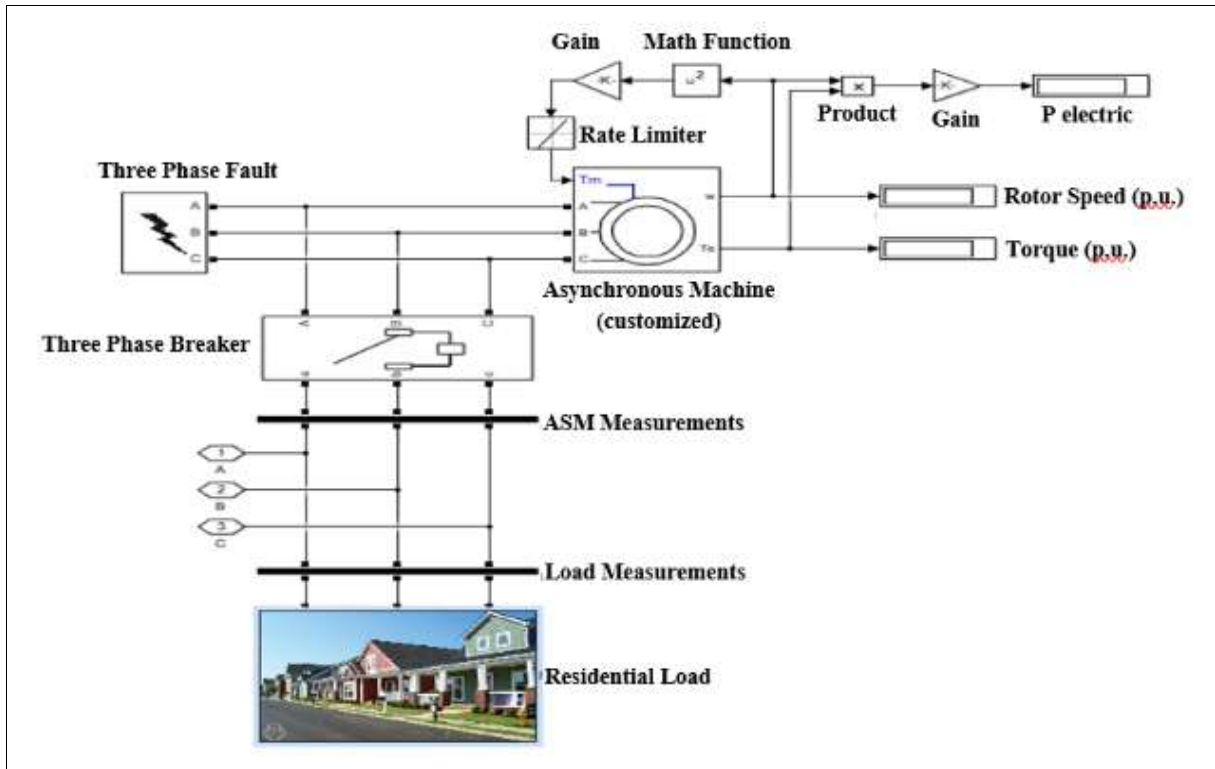 Gain
Math Function
-K-
u²
x
-K-
Product
Gain
P electric
Rate Limiter
Three Phase Fault
A
B
C
Tm
A
B
C
w
Te
Rotor Speed (p.u.)
Torque (p.u.)
Asynchronous Machine
(customized)
Three Phase Breaker
A
B
C
a
b
c
ASM Measurements
1
A
2
B
3
C
Load Measurements
Residential Load